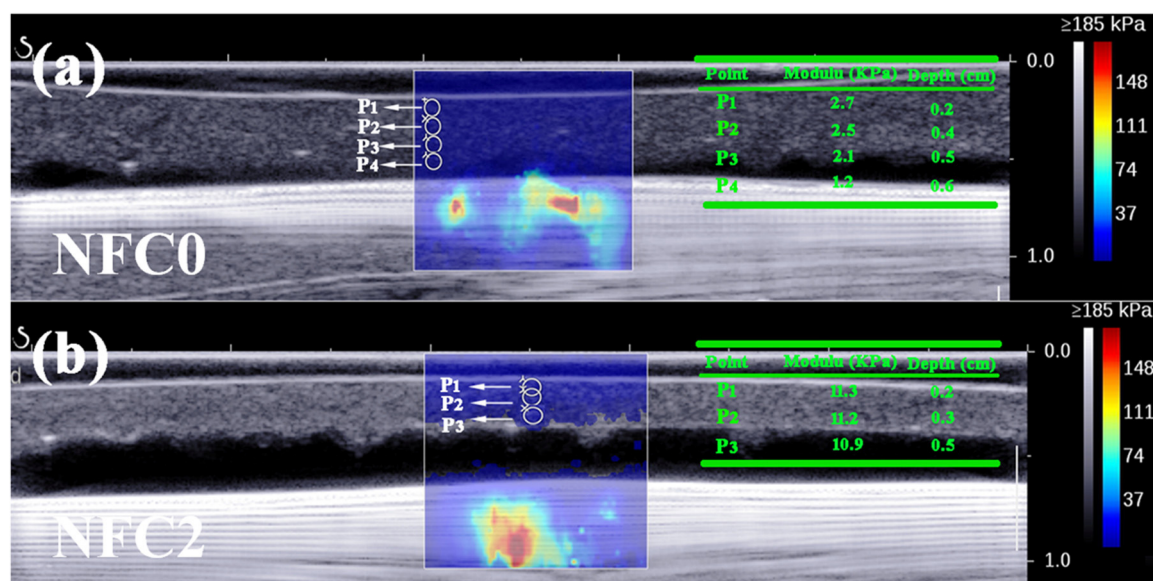 ≥185 kPa
S
(a)
0.0
Point Modulu (KPa) Depth (cm)
148
P1
P1 2.7 0.2
P2
P2 2.5 0.4
111
P3
P3 2.1 0.5
P4
P4 1.2 0.6
74
37
NFC0
1.0
≥185 kPa
S
(b)
0.0
d
Point Modulu (KPa) Depth (cm)
148
P1
P1 11.3 0.2
P2
P2 11.2 0.3
111
P3
P3 10.9 0.5
74
37
NFC2
1.0